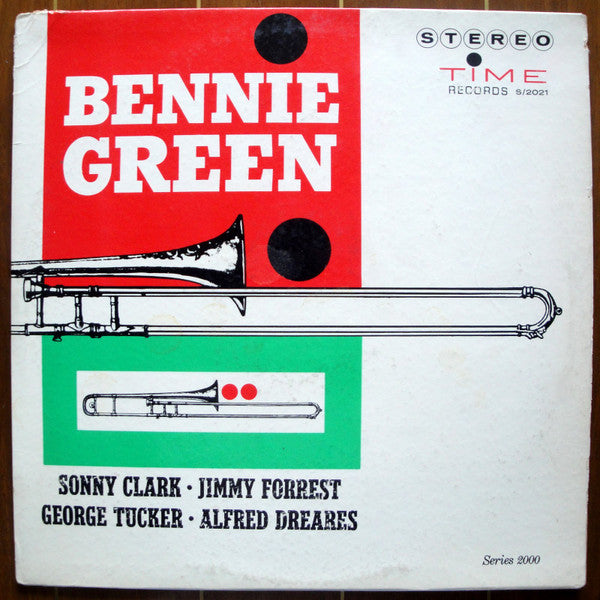 STEREO
TIME
RECORDS S/2021
BENNIE
GREEN
SONNY CLARK · JIMMY FORREST
GEORGE TUCKER · ALFRED DREARES
Series 2000